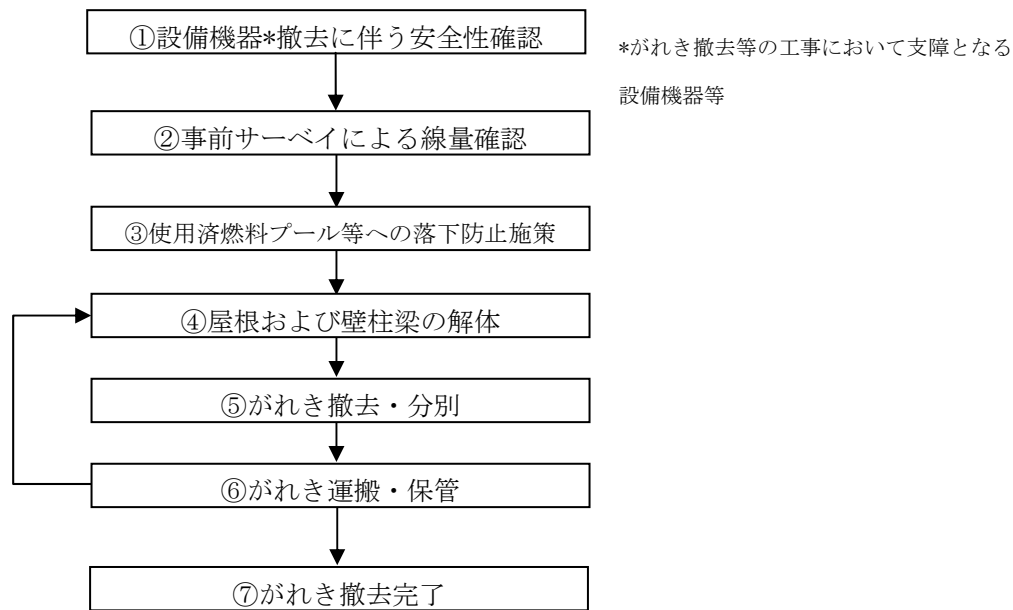 ①設備機器*撤去に伴う安全性確認
*がれき撤去等の工事において支障となる
設備機器等
②事前サーベイによる線量確認
③使用済燃料プール等への落下防止施策
④屋根および壁柱梁の解体
⑤がれき撤去・分別
⑥がれき運搬・保管
⑦がれき撤去完了